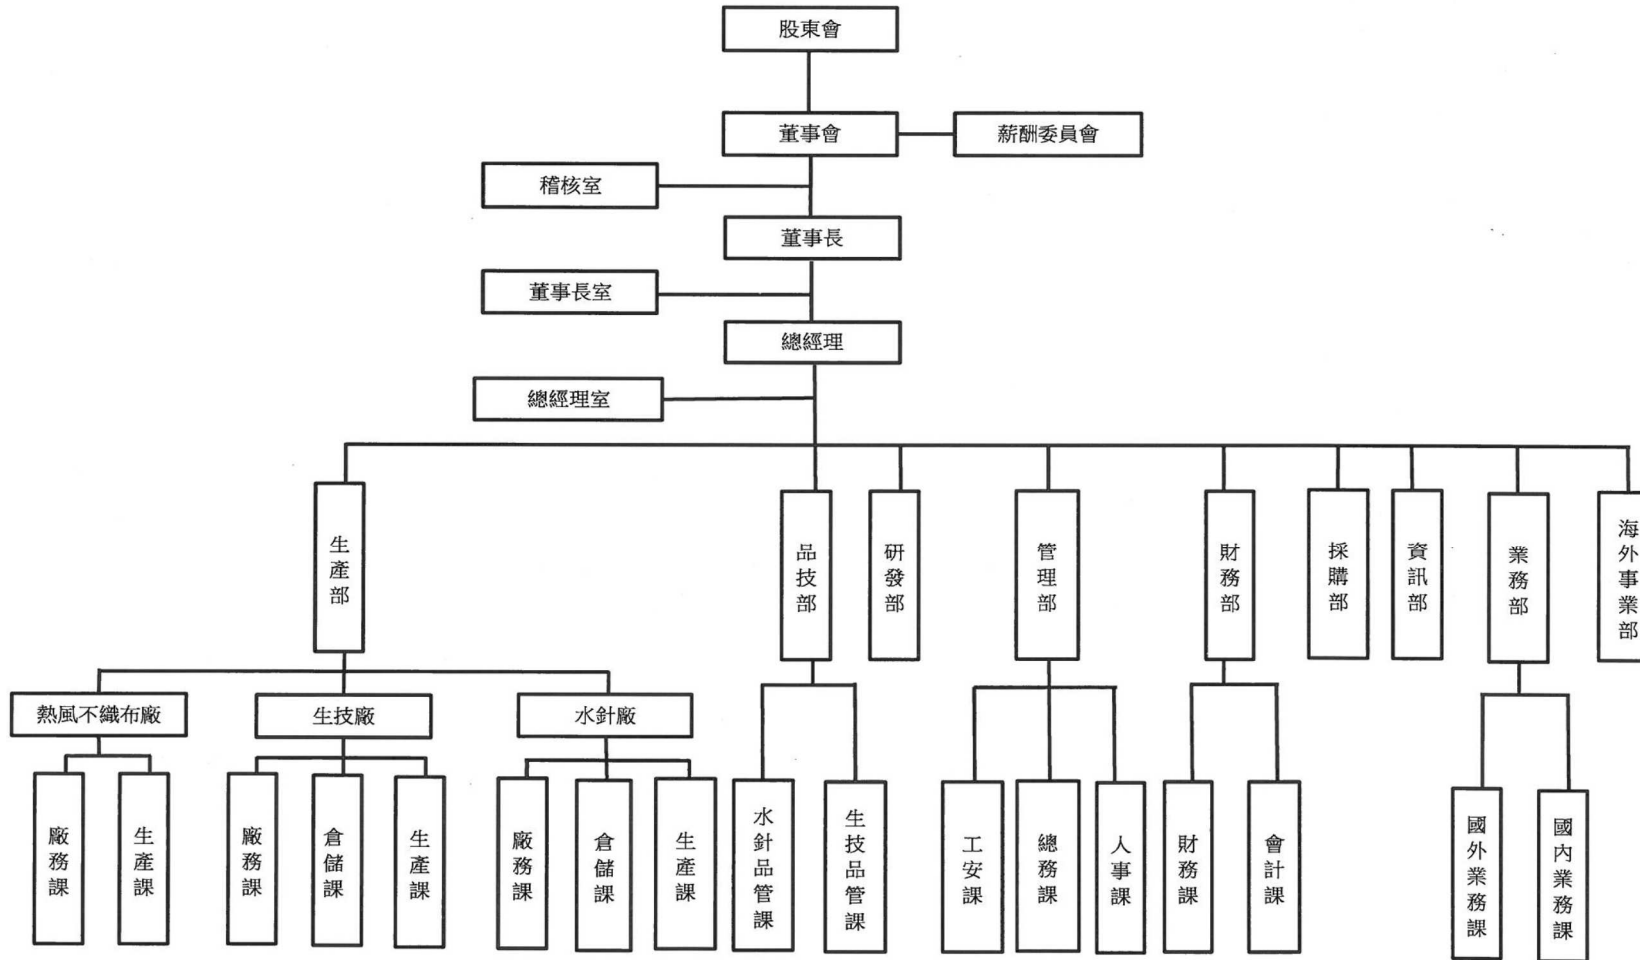 股東會
董事會
薪酬委員會
稽核室
董事長
董事長室
總經理
總經理室
生產部
品技部
研發部
管理部
財務部
採購部
資訊部
業務部
海外事業部
熱風不織布廠
生技廠
水針廠
廠務課
生產課
廠務課
倉儲課
生產課
廠務課
倉儲課
生產課
水針品管課
生技品管課
工安課
總務課
人事課
財務課
會計課
國外業務課
國內業務課